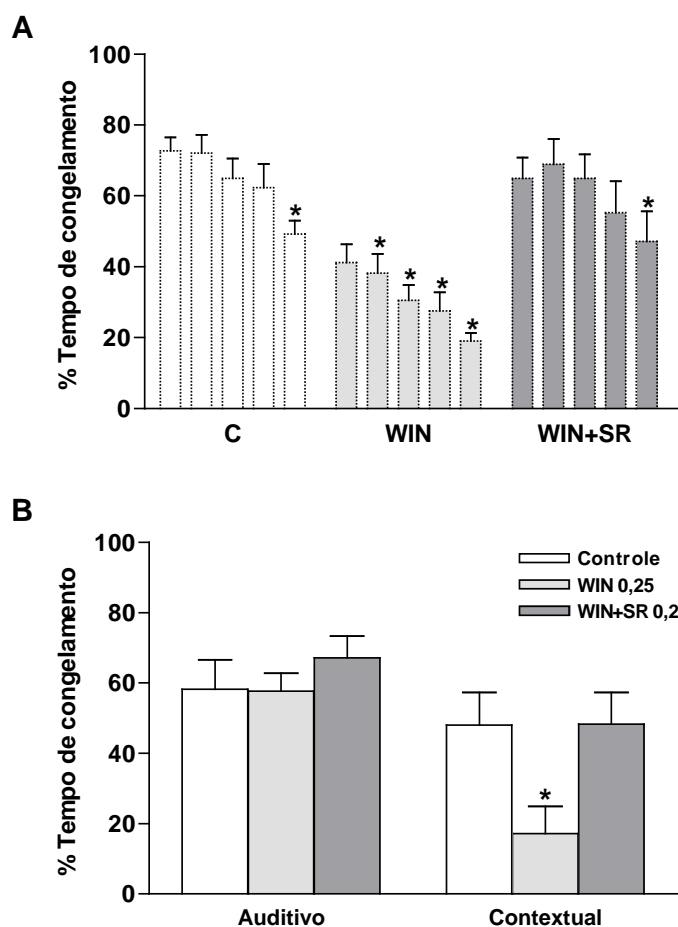 A
% Tempo de congelamento
100
80
60
40
20
0
*
*
*
*
*
*
C WIN WIN+SR
B
% Tempo de congelamento
100
80
60
40
20
0
Controle
WIN 0,25
WIN+SR 0,2
*
Auditivo Contextual